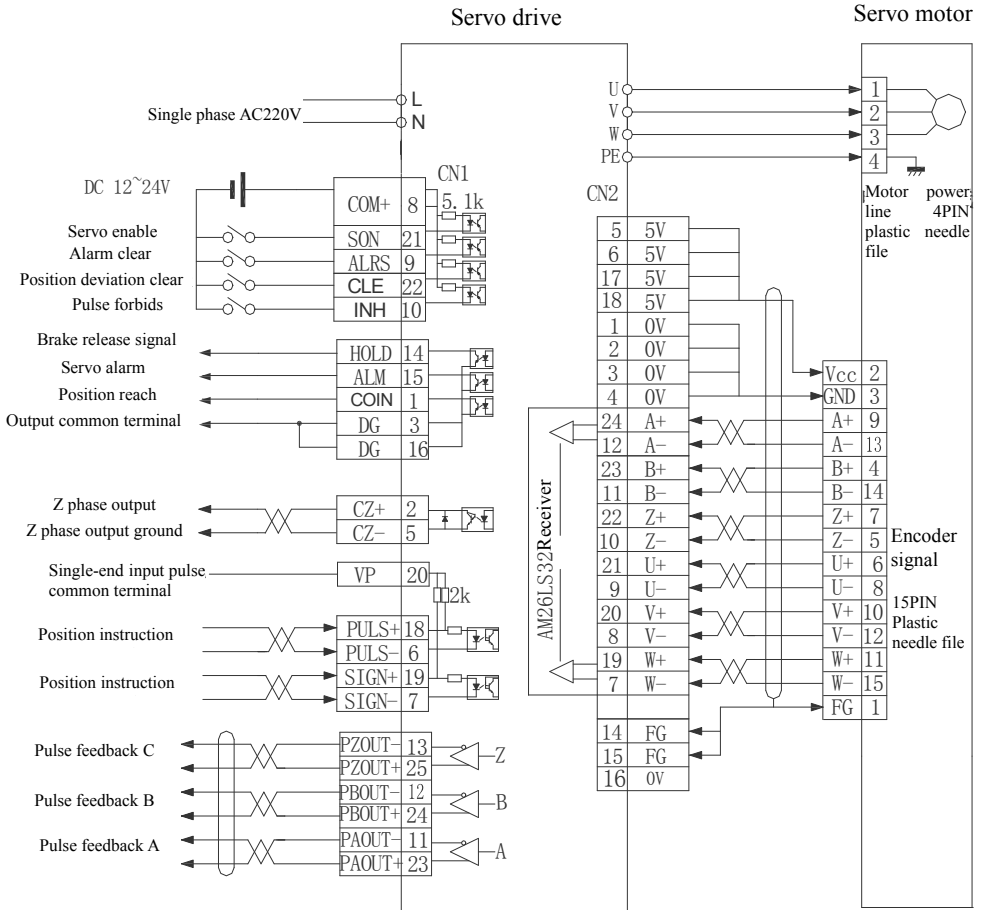 Servo drive
Servo motor
Single phase AC220V
L
N
U
V
W
PE
1
2
3
4
Motor power
line 4PIN
plastic needle
file
DC 12~24V
CN1
5.1k
COM+ 8
Servo enable SON 21
Alarm clear ALRS 9
Position deviation clear CLE 22
Pulse forbids INH 10
Brake release signal HOLD 14
Servo alarm ALM 15
Position reach COIN 1
Output common terminal DG 3
DG 16
Z phase output CZ+ 2
Z phase output ground CZ- 5
Single-end input pulse
common terminal
VP 20
2k
Position instruction PULS+ 18
PULS- 6
Position instruction SIGN+ 19
SIGN- 7
Pulse feedback C PZOUT- 13
PZOUT+ 25
Z
Pulse feedback B PBOUT- 12
PBOUT+ 24
B
Pulse feedback A PAOUT- 11
PAOUT+ 23
A
CN2
5 5V
6 5V
17 5V
18 5V
1 0V
2 0V
3 0V
4 0V
24 A+
12 A-
23 B+
11 B-
22 Z+
10 Z-
21 U+
9 U-
20 V+
8 V-
19 W+
7 W-
14 FG
15 FG
16 0V
AM26LS32Receiver
Vcc 2
GND 3
A+ 9
A- 13
B+ 4
B- 14
Z+ 7
Z- 5
U+ 6
U- 8
V+ 10
V- 12
W+ 11
W- 15
FG 1
Encoder
signal
15PIN
Plastic
needle file